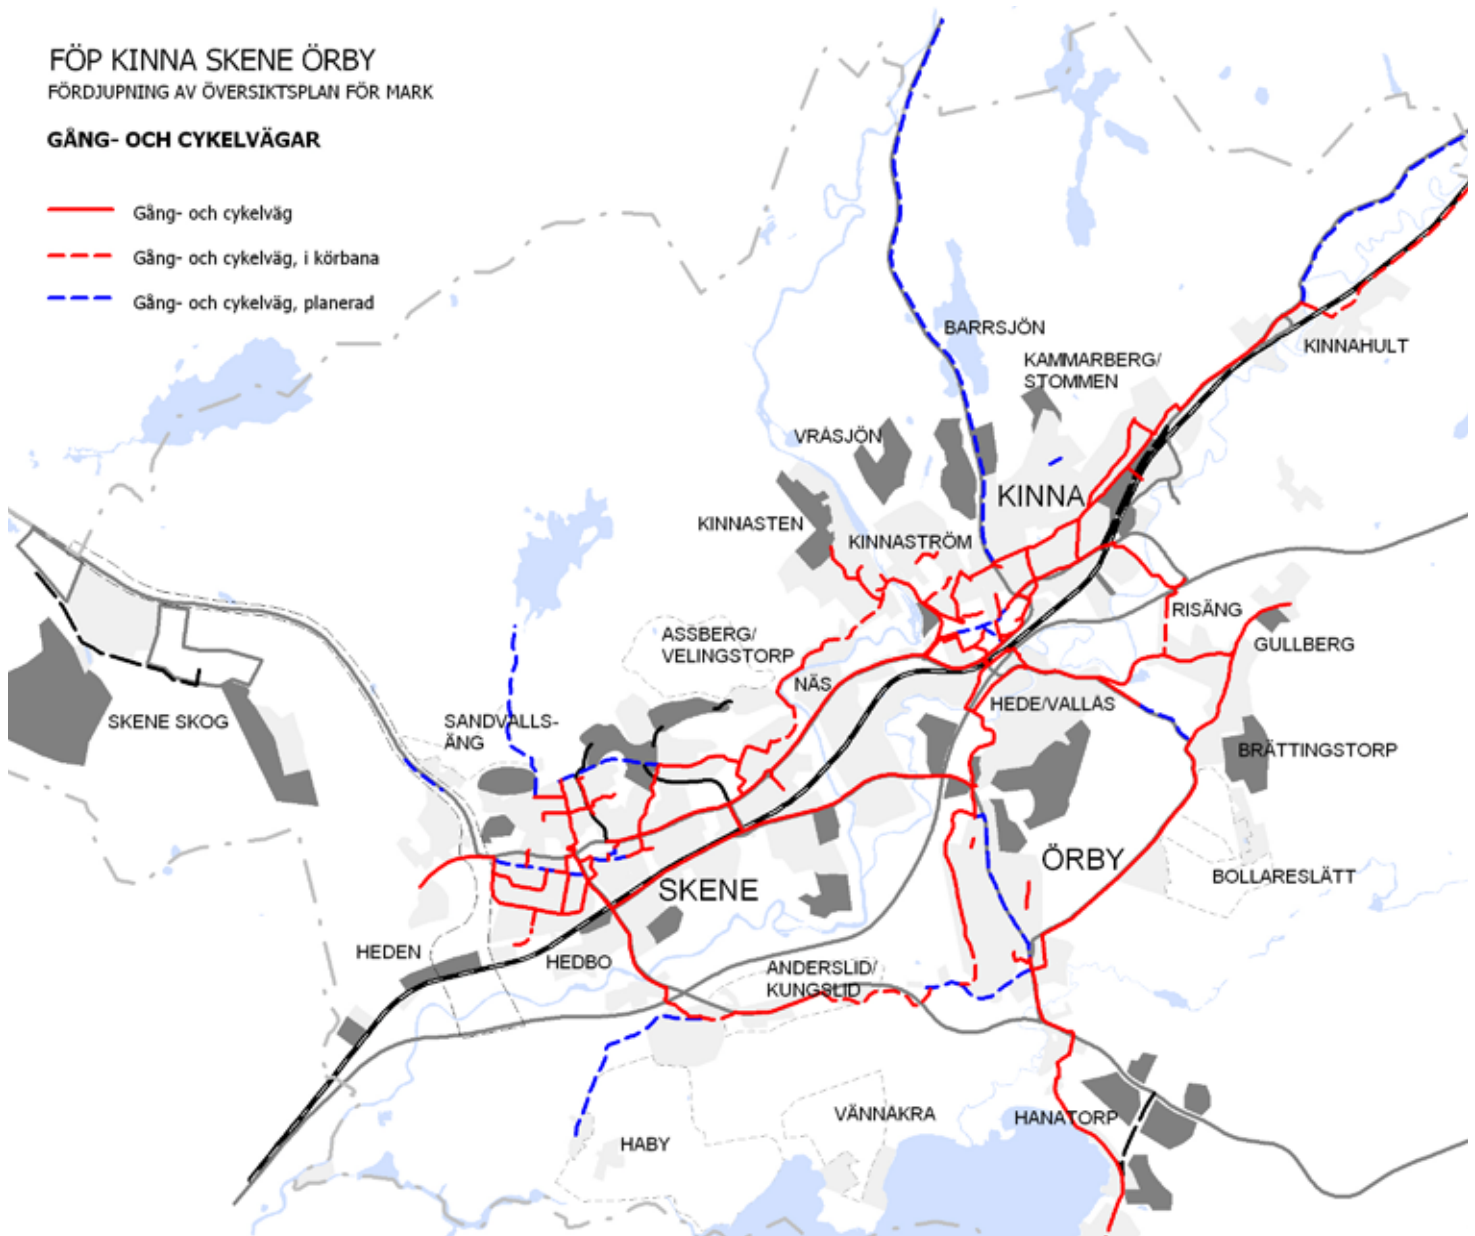 FÖP KINNA SKENE ÖRBY
FÖRDJUPNING AV ÖVERSIKTSPLAN FÖR MARK
GÅNG- OCH CYKELVÄGAR
Gång- och cykelväg
Gång- och cykelväg, i körbana
Gång- och cykelväg, planerad
BARRSJÖN
KINNAHULT
KAMMARBERG/
STOMMEN
VRÅSJÖN
KINNA
KINNASTEN
KINNASTRÖM
RISÄNG
GULLBERG
ASSBERG/
VELINGSTORP
NÄS
HEDE/VALLÅS
SKENE SKOG
SANDVALLS-
ÄNG
BRÄTTINGSTORP
ÖRBY
BOLLARESLÄTT
SKENE
HEDEN
HEDBO
ANDERSLID/
KUNGSLID
VÄNNAKRA
HANATORP
HABY